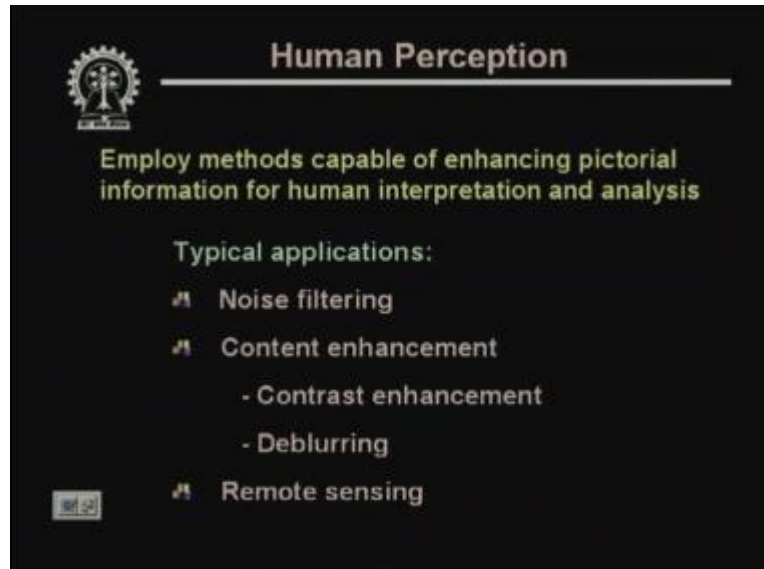 Human Perception
Employ methods capable of enhancing pictorial
information for human interpretation and analysis
Typical applications:
Noise filtering
Content enhancement
- Contrast enhancement
- Deblurring
Remote sensing